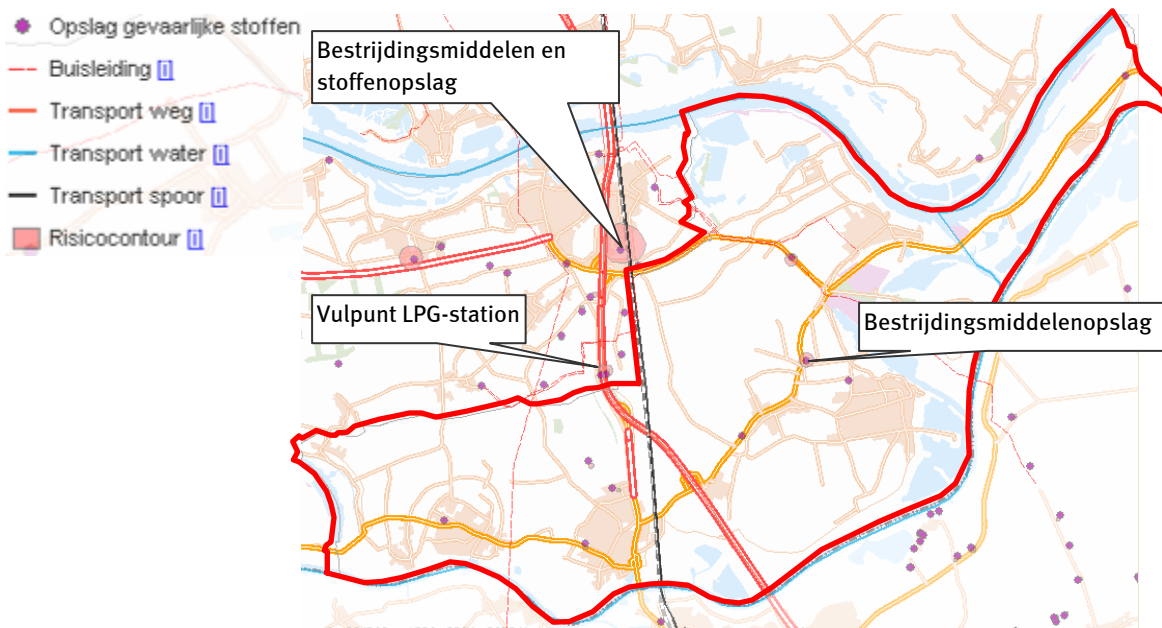 Opslag gevaarlijke stoffen
Buisleiding [i]
Transport weg [i]
Transport water [i]
Transport spoor [i]
Risicocontour [i]
Bestrijdingsmiddelen en
stoffenopslag
Vulpunt LPG-station
Bestrijdingsmiddelenopslag